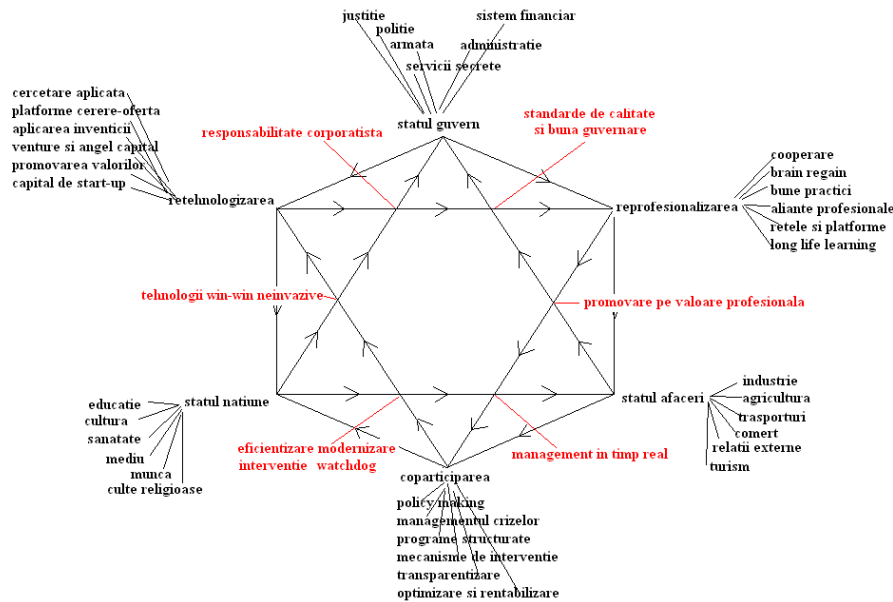 justitie
sistem financiar
politie
armata
administratie
servicii secrete
statul guvern
cercetare aplicata
platforme cerere-oferta
aplicarea inventicii
venture si angel capital
promovarea valorilor
capital de start-up
retehnologizarea
responsabilitate corporatista
standarde de calitate
si buna guvernare
cooperare
brain regain
bune practici
aliante profesionale
retele si platforme
long life learning
reprofesionalizarea
tehnologii win-win neinvazive
promovare pe valoare profesionala
educatie
cultura
sanatate
mediu
munca
culte religioase
statul natiune
eficientizare modernizare
interventie watchdog
management in timp real
statul afaceri
industrie
agricultura
trasporturi
comert
relatii externe
turism
coparticiparea
policy making
managementul crizelor
programe structurate
mecanisme de interventie
transparentizare
optimizare si rentabilizare